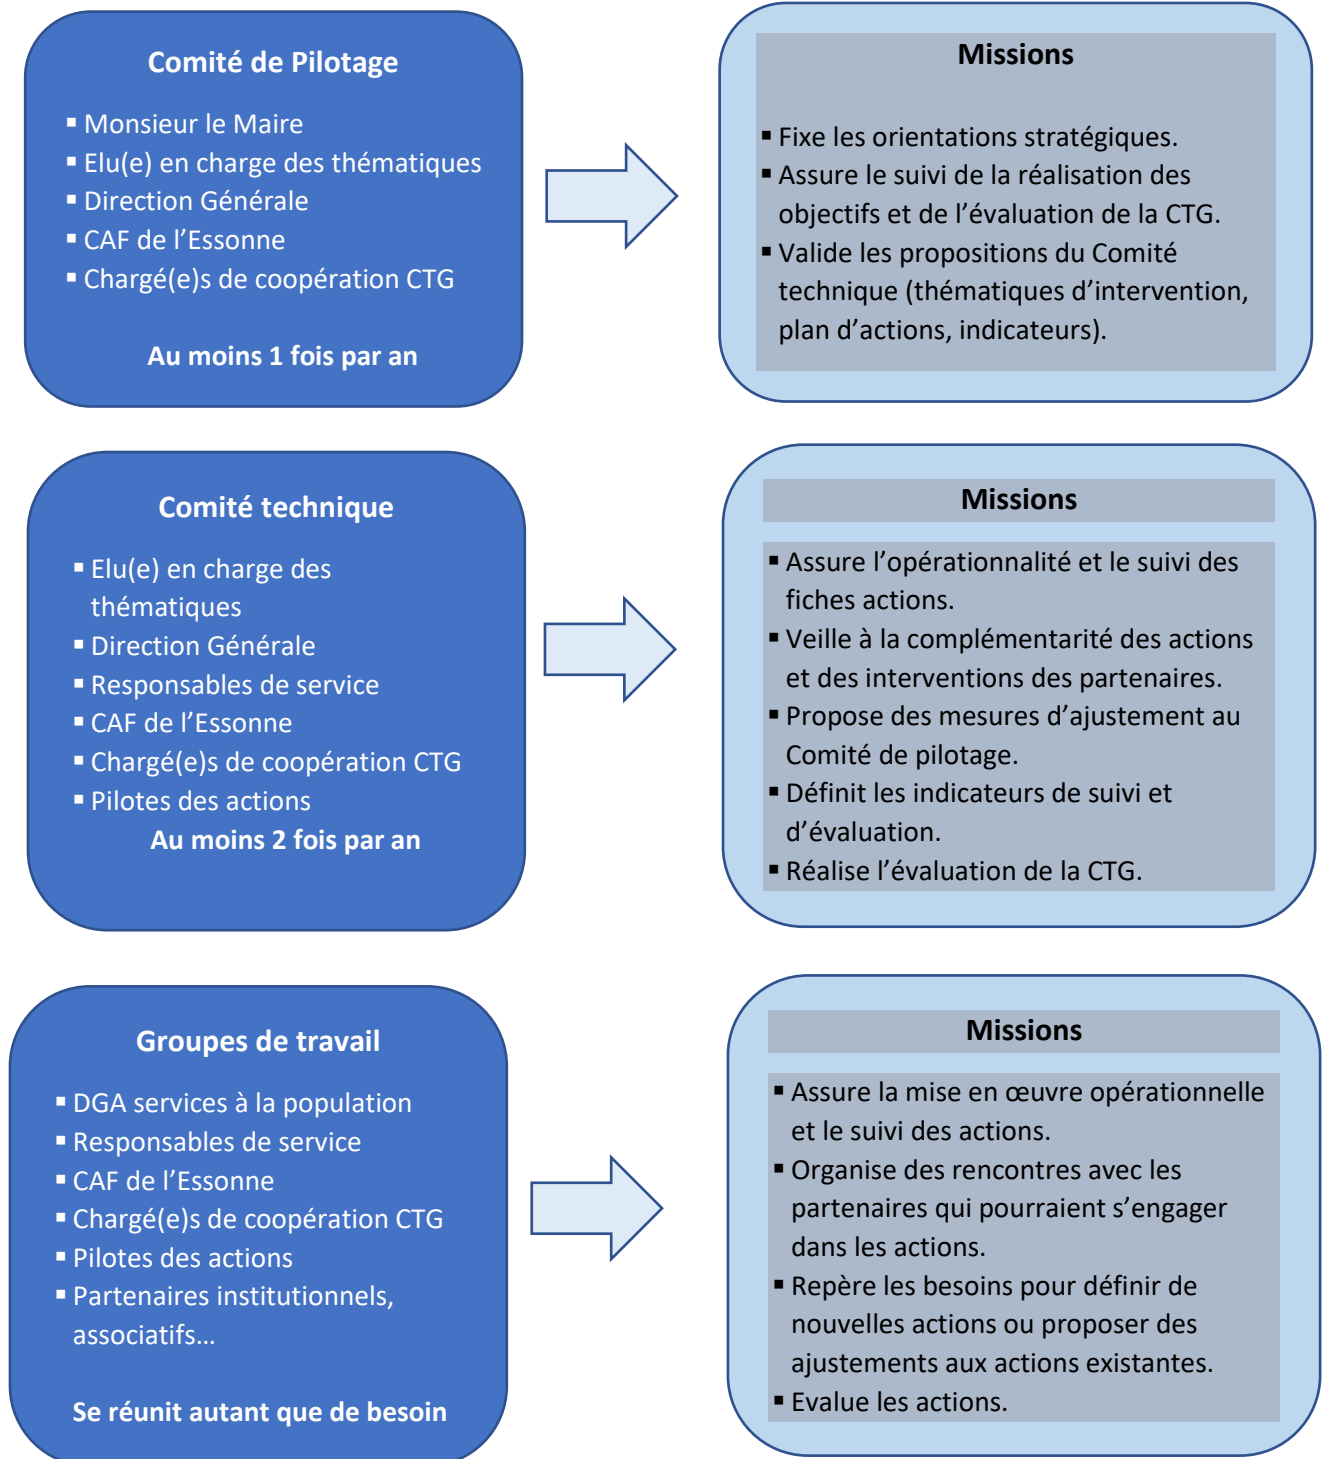 Comité de Pilotage
▪ Monsieur le Maire
▪ Elu(e) en charge des thématiques
▪ Direction Générale
▪ CAF de l’Essonne
▪ Chargé(e)s de coopération CTG
Au moins 1 fois par an
Missions
▪ Fixe les orientations stratégiques.
▪ Assure le suivi de la réalisation des
objectifs et de l’évaluation de la CTG.
▪ Valide les propositions du Comité
technique (thématiques d’intervention,
plan d’actions, indicateurs).
Comité technique
▪ Elu(e) en charge des
thématiques
▪ Direction Générale
▪ Responsables de service
▪ CAF de l’Essonne
▪ Chargé(e)s de coopération CTG
▪ Pilotes des actions
Au moins 2 fois par an
Missions
▪ Assure l’opérationnalité et le suivi des
fiches actions.
▪ Veille à la complémentarité des actions
et des interventions des partenaires.
▪ Propose des mesures d’ajustement au
Comité de pilotage.
▪ Définit les indicateurs de suivi et
d’évaluation.
▪ Réalise l’évaluation de la CTG.
Groupes de travail
▪ DGA services à la population
▪ Responsables de service
▪ CAF de l’Essonne
▪ Chargé(e)s de coopération CTG
▪ Pilotes des actions
▪ Partenaires institutionnels,
associatifs…
Se réunit autant que de besoin
Missions
▪ Assure la mise en œuvre opérationnelle
et le suivi des actions.
▪ Organise des rencontres avec les
partenaires qui pourraient s’engager
dans les actions.
▪ Repère les besoins pour définir de
nouvelles actions ou proposer des
ajustements aux actions existantes.
▪ Evalue les actions.